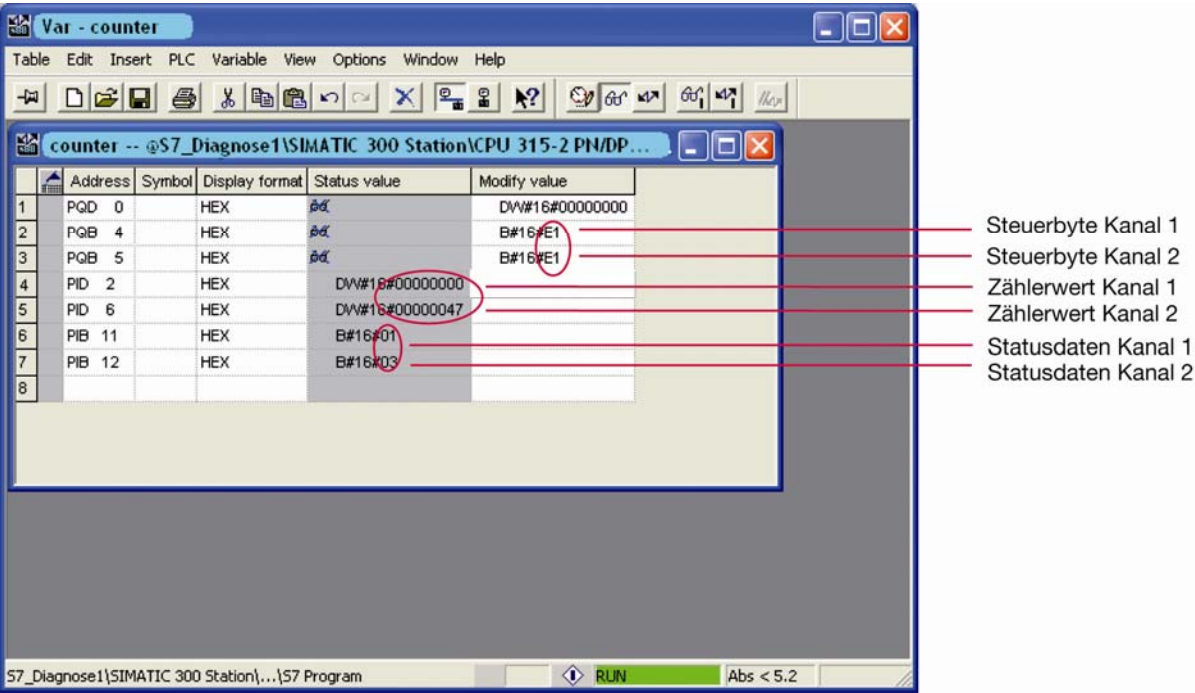 Var - counter
Table Edit Insert PLC Variable View Options Window Help
counter -- @S7_Diagnose1\SIMATIC 300 Station\CPU 315-2 PN/DP...
Address Symbol Display format Status value Modify value
1 PQD 0 HEX DW#16#00000000
2 PQB 4 HEX B#16#E1
3 PQB 5 HEX B#16#E1
4 PID 2 HEX DW#16#00000000
5 PID 6 HEX DW#16#00000047
6 PIB 11 HEX B#16#01
7 PIB 12 HEX B#16#03
8
Steuerbyte Kanal 1
Steuerbyte Kanal 2
Zählerwert Kanal 1
Zählerwert Kanal 2
Statusdaten Kanal 1
Statusdaten Kanal 2
S7_Diagnose1\SIMATIC 300 Station\...\S7 Program RUN Abs < 5.2